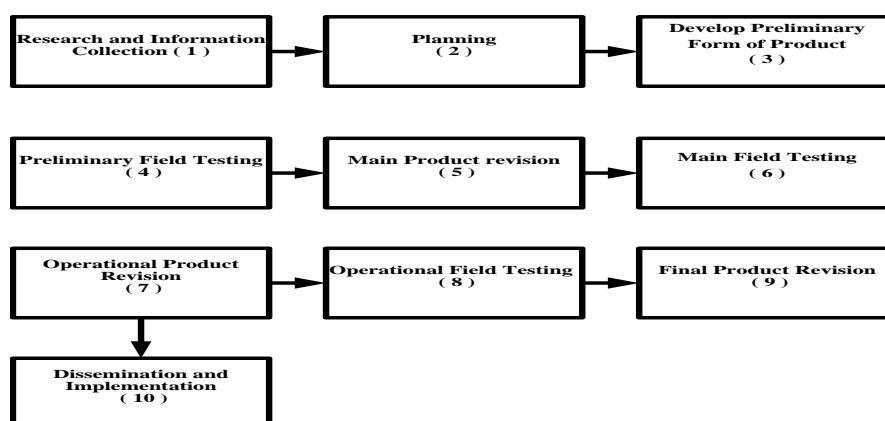 Research and Information
Collection ( 1 )
Planning
( 2 )
Develop Preliminary
Form of Product
( 3 )
Preliminary Field Testing
( 4 )
Main Product revision
( 5 )
Main Field Testing
( 6 )
Operational Product
Revision
( 7 )
Operational Field Testing
( 8 )
Final Product Revision
( 9 )
Dissemination and
Implementation
( 10 )